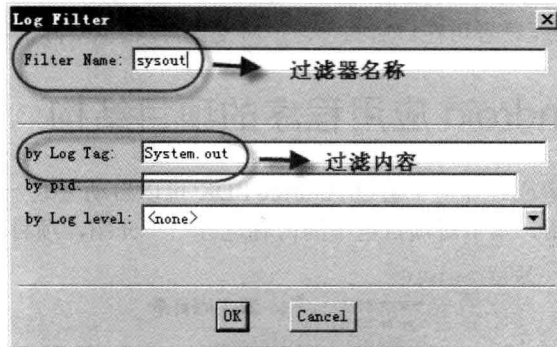 Log Filter
Filter Name: sysout 过滤器名称
by Log Tag: System.out 过滤内容
by pid:
by Log level: <none>
OK Cancel